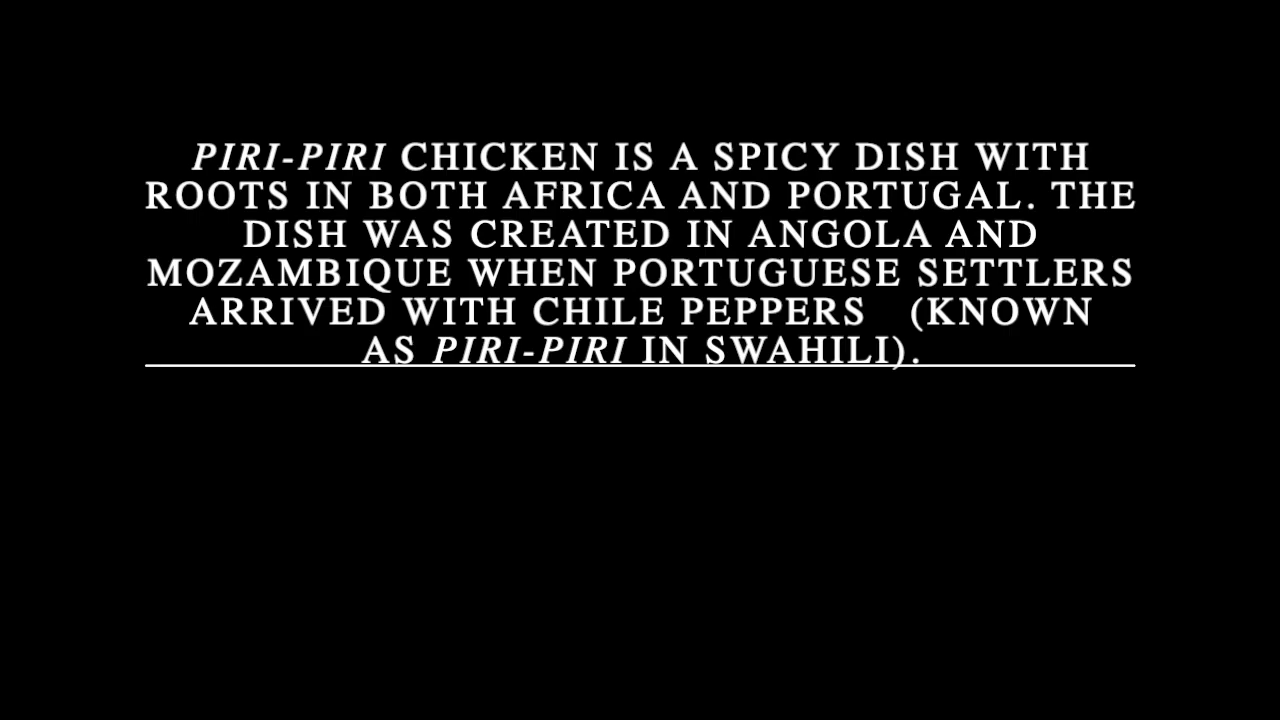 PIRI-PIRI CHICKEN IS A SPICY DISH WITH
ROOTS IN BOTH AFRICA AND PORTUGAL. THE
DISH WAS CREATED IN ANGOLA AND
MOZAMBIQUE WHEN PORTUGUESE SETTLERS
ARRIVED WITH CHILE PEPPERS   (KNOWN
AS PIRI-PIRI IN SWAHILI).